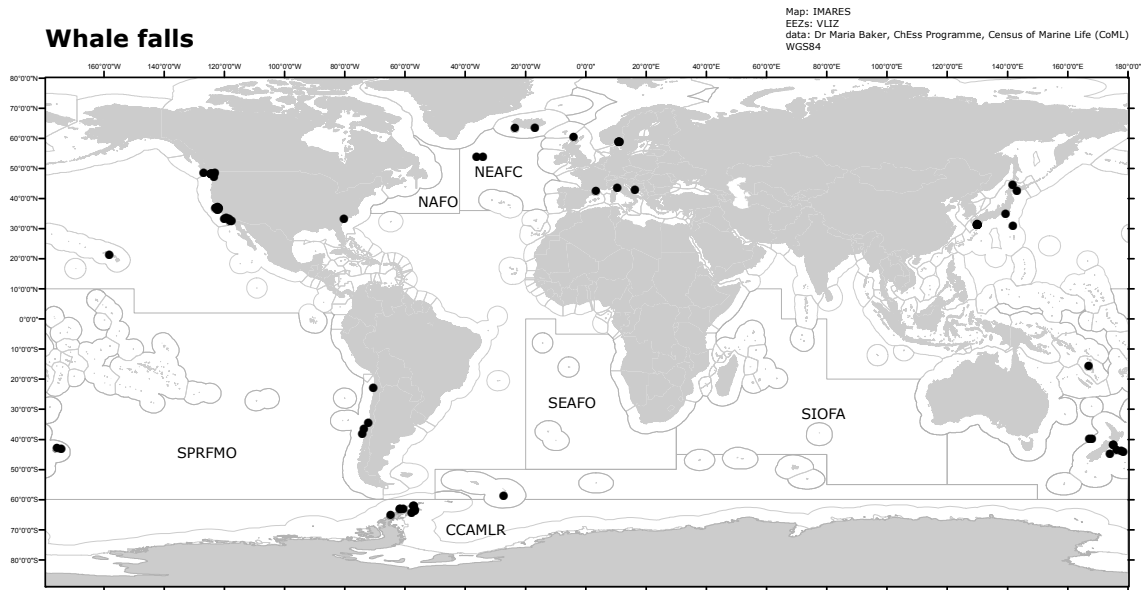 Map: IMARES
EEZs: VLIZ
data: Dr Maria Baker, ChEss Programme, Census of Marine Life (CoML)
WGS84
Whale falls
160°0'0"W 140°0'0"W 120°0'0"W 100°0'0"W 80°0'0"W 60°0'0"W 40°0'0"W 20°0'0"W 0°0'0" 20°0'0"E 40°0'0"E 60°0'0"E 80°0'0"E 100°0'0"E 120°0'0"E 140°0'0"E 160°0'0"E 180°0'0"
80°0'0"N
70°0'0"N
60°0'0"N
50°0'0"N
NEAFC
40°0'0"N
NAFO
30°0'0"N
20°0'0"N
10°0'0"N
0°0'0"
10°0'0"S
20°0'0"S
SEAFO
30°0'0"S
SIOFA
40°0'0"S
SPRFMO
50°0'0"S
60°0'0"S
70°0'0"S
CCAMLR
80°0'0"S